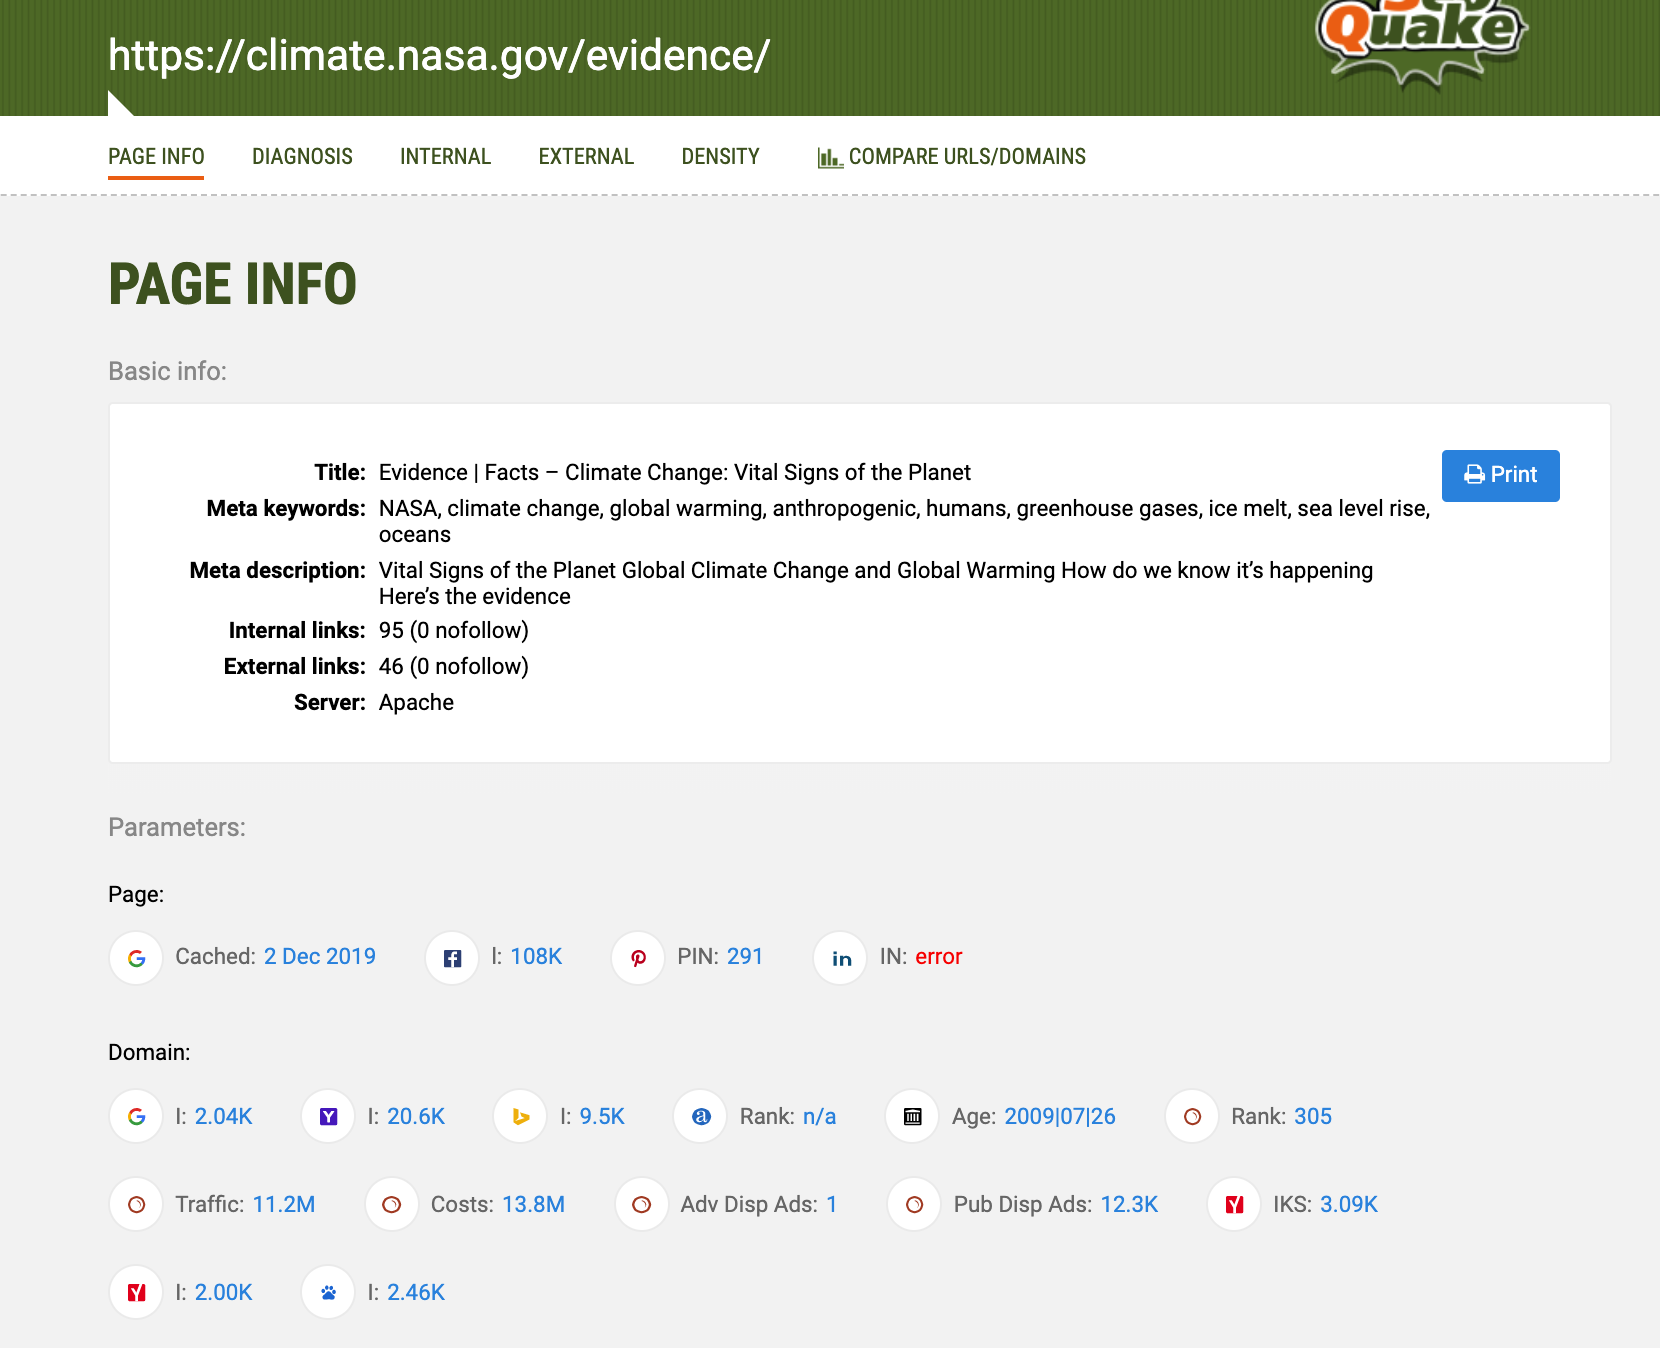 https://climate.nasa.gov/evidence/
Quake
PAGE INFO DIAGNOSIS INTERNAL EXTERNAL DENSITY COMPARE URLS/DOMAINS
PAGE INFO
Basic info:
Title: Evidence | Facts – Climate Change: Vital Signs of the Planet
Print
Meta keywords: NASA, climate change, global warming, anthropogenic, humans, greenhouse gases, ice melt, sea level rise,
oceans
Meta description: Vital Signs of the Planet Global Climate Change and Global Warming How do we know it’s happening
Here’s the evidence
Internal links: 95 (0 nofollow)
External links: 46 (0 nofollow)
Server: Apache
Parameters:
Page:
Cached: 2 Dec 2019 l: 108K PIN: 291 in IN: error
Domain:
I: 2.04K I: 20.6K I: 9.5K Rank: n/a Age: 2009|07|26 Rank: 305
Traffic: 11.2M Costs: 13.8M Adv Disp Ads: 1 Pub Disp Ads: 12.3K IKS: 3.09K
I: 2.00K I: 2.46K